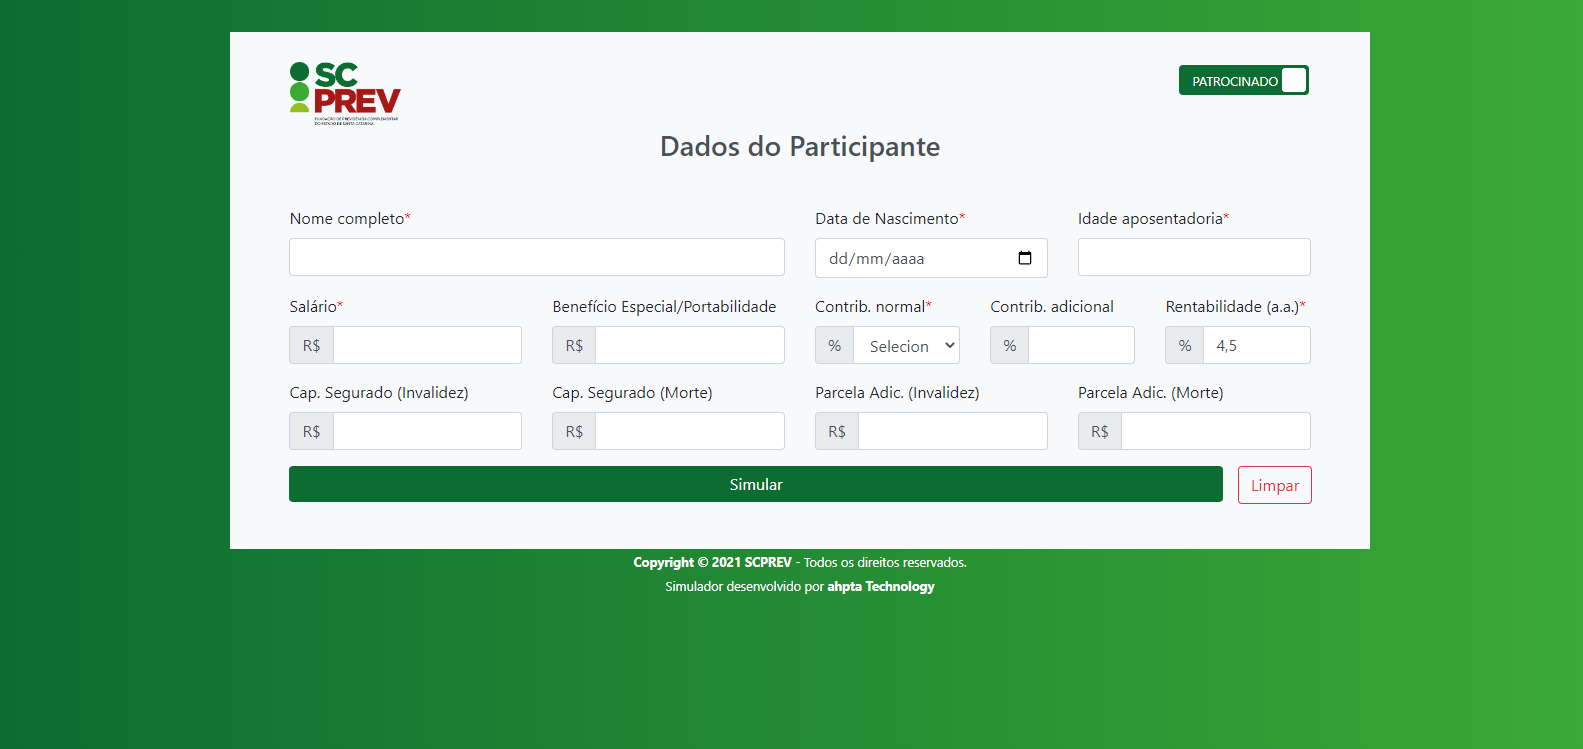 SC
PREV
FUNDAÇÃO DE PREVIDÊNCIA COMPLEMENTAR
DO ESTADO DE SANTA CATARINA
PATROCINADO
Dados do Participante
Nome completo* Data de Nascimento* Idade aposentadoria*
dd/mm/aaaa
Salário* Benefício Especial/Portabilidade Contrib. normal* Contrib. adicional Rentabilidade (a.a.)*
R$ R$ % Selecion % % 4,5
Cap. Segurado (Invalidez) Cap. Segurado (Morte) Parcela Adic. (Invalidez) Parcela Adic. (Morte)
R$ R$ R$ R$
Simular Limpar
Copyright © 2021 SCPREV - Todos os direitos reservados.
Simulador desenvolvido por ahpta Technology